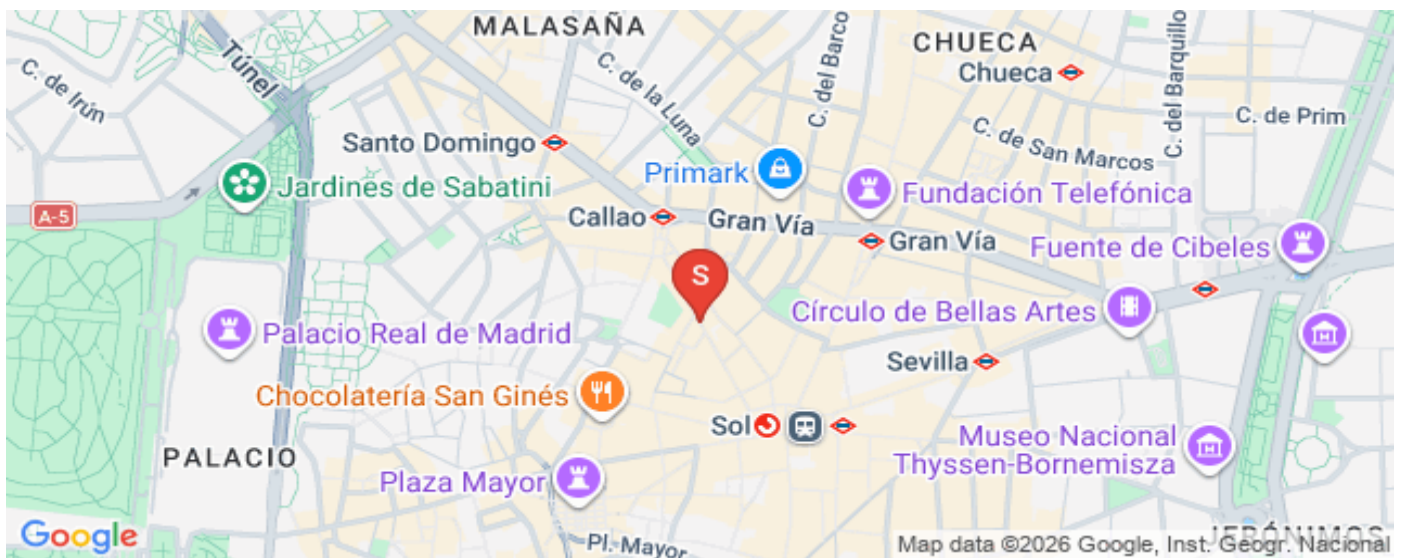 MALASAÑA
CHUECA
Chueca
C. del Barco
C. del Barquillo
Túnel
C. de Irún
C. de la Luna
C. de Prim
Santo Domingo
C. de San Marcos
Primark
Jardines de Sabatini
Fundación Telefónica
A-5
Callao
Gran Vía
Gran Vía
Fuente de Cibeles
S
Círculo de Bellas Artes
Palacio Real de Madrid
Sevilla
Chocolatería San Ginés
Sol
Museo Nacional
Thyssen-Bornemisza
PALACIO
Plaza Mayor
JERÓNIMOS
Pl. Mayor
Google
Map data ©2026 Google, Inst. Geogr. Nacional